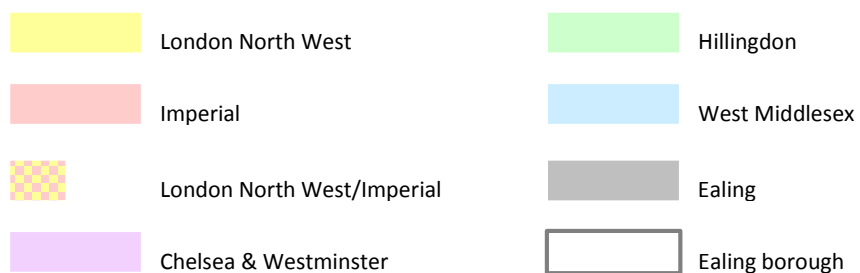 London North West
Hillingdon
Imperial
West Middlesex
London North West/Imperial
Ealing
Chelsea & Westminster
Ealing borough